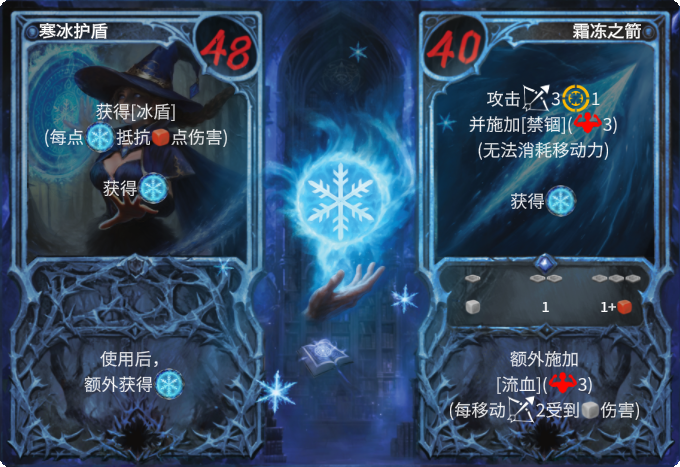 寒冰护盾
48
获得[冰盾]
(每点抵抗点伤害)
获得
使用后，
额外获得
霜冻之箭
40
攻击3 1
并施加[禁锢](3)
(无法消耗移动力)
获得
1 1+
额外施加
[流血](3)
(每移动2受到伤害)